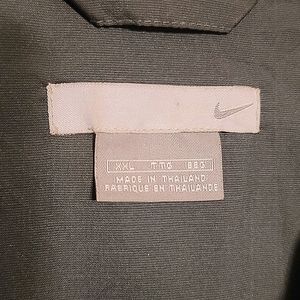 XXL TTG EEG
MADE IN THAILAND
FABRIQUE EN THAILANDE